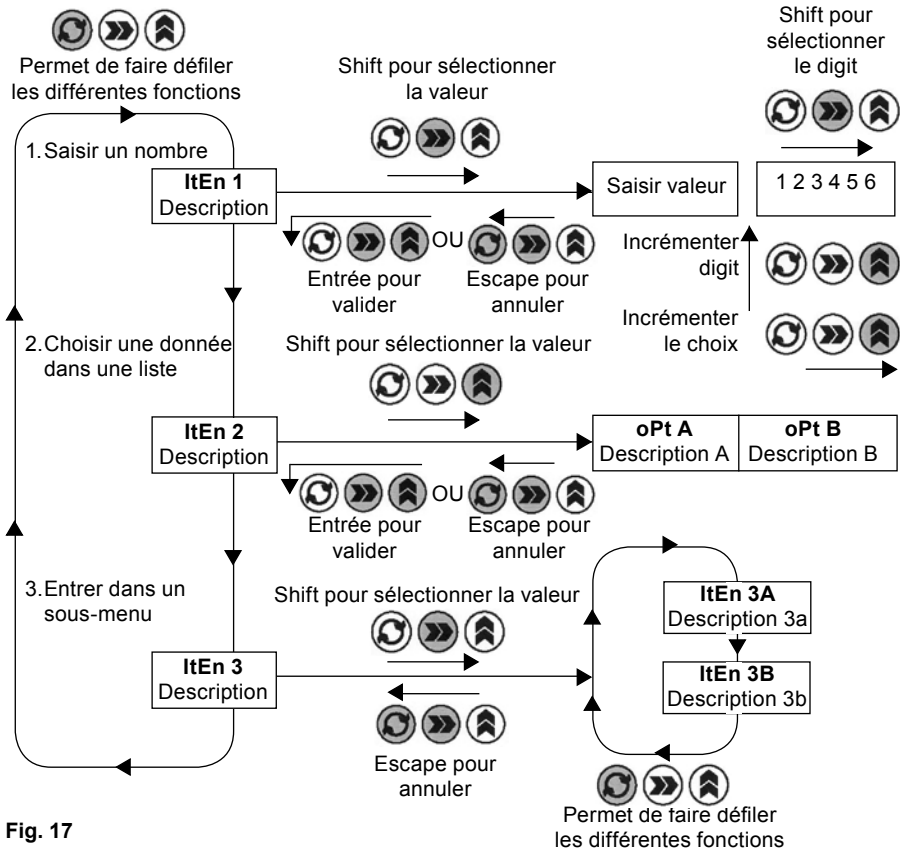 Permet de faire défiler
les différentes fonctions
Shift pour sélectionner
la valeur
Shift pour
sélectionner
le digit
1. Saisir un nombre
ItEn 1
Description
Saisir valeur
1 2 3 4 5 6
OU
Entrée pour
valider
Escape pour
annuler
Incrémenter
digit
Incrémenter
le choix
2. Choisir une donnée
dans une liste
Shift pour sélectionner la valeur
ItEn 2
Description
oPt A
Description A
oPt B
Description B
OU
Entrée pour
valider
Escape pour
annuler
3. Entrer dans un
sous-menu
Shift pour sélectionner la valeur
ItEn 3A
Description 3a
ItEn 3
Description
ItEn 3B
Description 3b
Escape pour
annuler
Permet de faire défiler
les différentes fonctions
Fig. 17